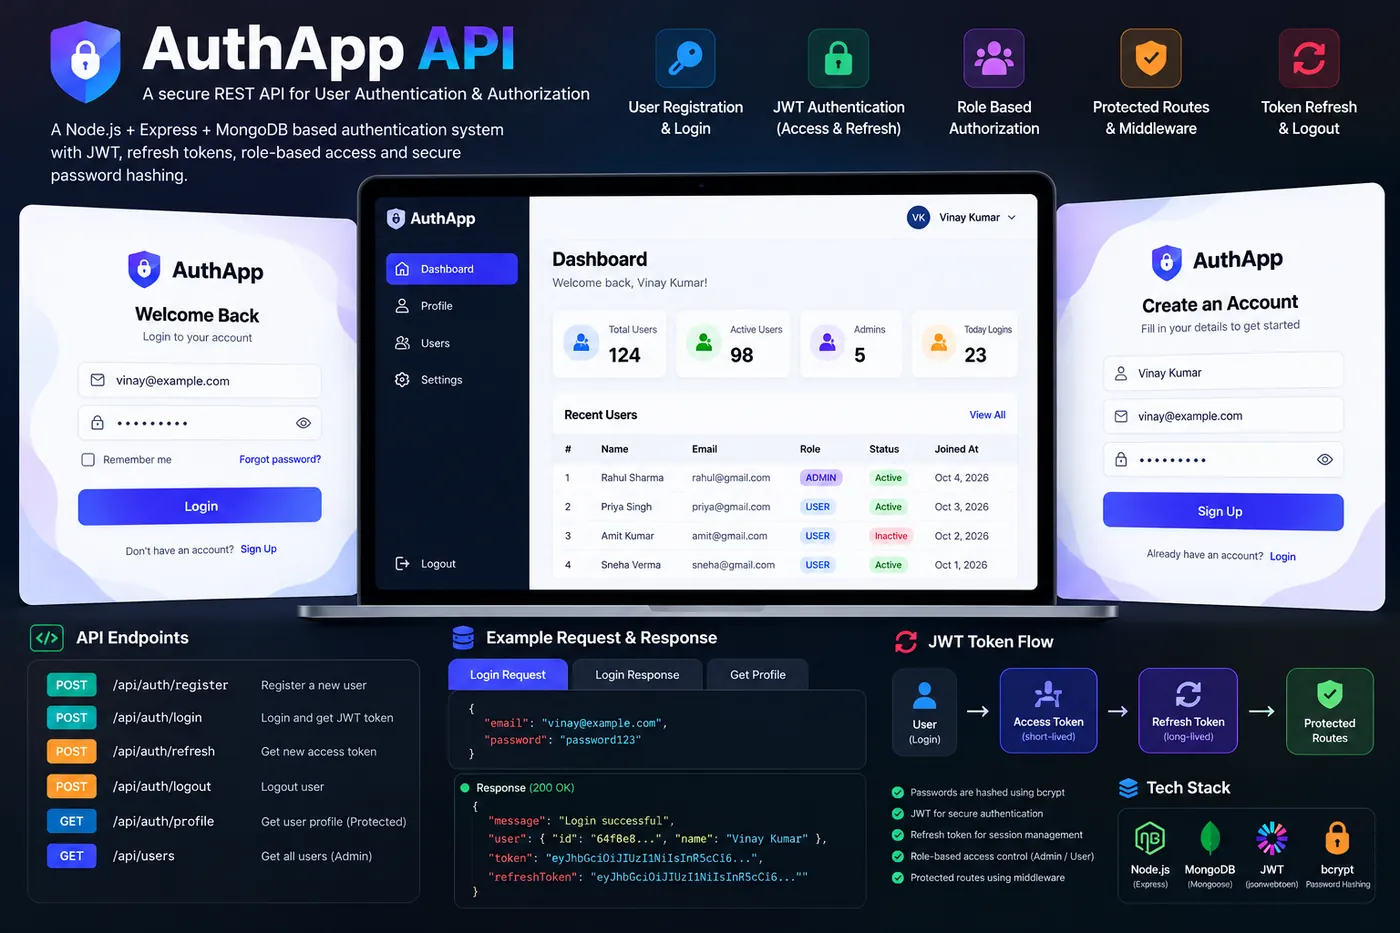 AuthApp API
A secure REST API for User Authentication & Authorization
A Node.js + Express + MongoDB based authentication system
with JWT, refresh tokens, role-based access and secure
password hashing.
User Registration
& Login
JWT Authentication
(Access & Refresh)
Role Based
Authorization
Protected Routes
& Middleware
Token Refresh
& Logout
AuthApp
Welcome Back
Login to your account
vinay@example.com
Remember me
Forgot password?
Login
Don't have an account? Sign Up
AuthApp
Dashboard
Profile
Users
Settings
Logout
VK Vinay Kumar
Dashboard
Welcome back, Vinay Kumar!
Total Users
124
Active Users
98
Admins
5
Today Logins
23
Recent Users
View All
# Name Email Role Status Joined At
1 Rahul Sharma rahul@gmail.com ADMIN Active Oct 4, 2026
2 Priya Singh priya@gmail.com USER Active Oct 3, 2026
3 Amit Kumar amit@gmail.com USER Inactive Oct 2, 2026
4 Sneha Verma sneha@gmail.com USER Active Oct 1, 2026
AuthApp
Create an Account
Fill in your details to get started
Vinay Kumar
vinay@example.com
Sign Up
Already have an account? Login
</> API Endpoints
POST /api/auth/register Register a new user
POST /api/auth/login Login and get JWT token
POST /api/auth/refresh Get new access token
POST /api/auth/logout Logout user
GET /api/auth/profile Get user profile (Protected)
GET /api/users Get all users (Admin)
Example Request & Response
Login Request
Login Response
Get Profile
{
"email": "vinay@example.com",
"password": "password123"
}
Response (200 OK)
{
"message": "Login successful",
"user": { "id": "64f8e8...", "name": "Vinay Kumar" },
"token": "eyJhbGciOiJIUzI1NiIsInR5cCi6...",
"refreshToken": "eyJhbGciOiJIUzI1NiIsInR5cCi6...""
}
JWT Token Flow
User
(Login)
Access Token
(short-lived)
Refresh Token
(long-lived)
Protected
Routes
Passwords are hashed using bcrypt
JWT for secure authentication
Refresh token for session management
Role-based access control (Admin / User)
Protected routes using middleware
Tech Stack
Node.js
(Express)
MongoDB
(Mongoose)
JWT
(jsonwebtoen)
bcrypt
Password Hashing